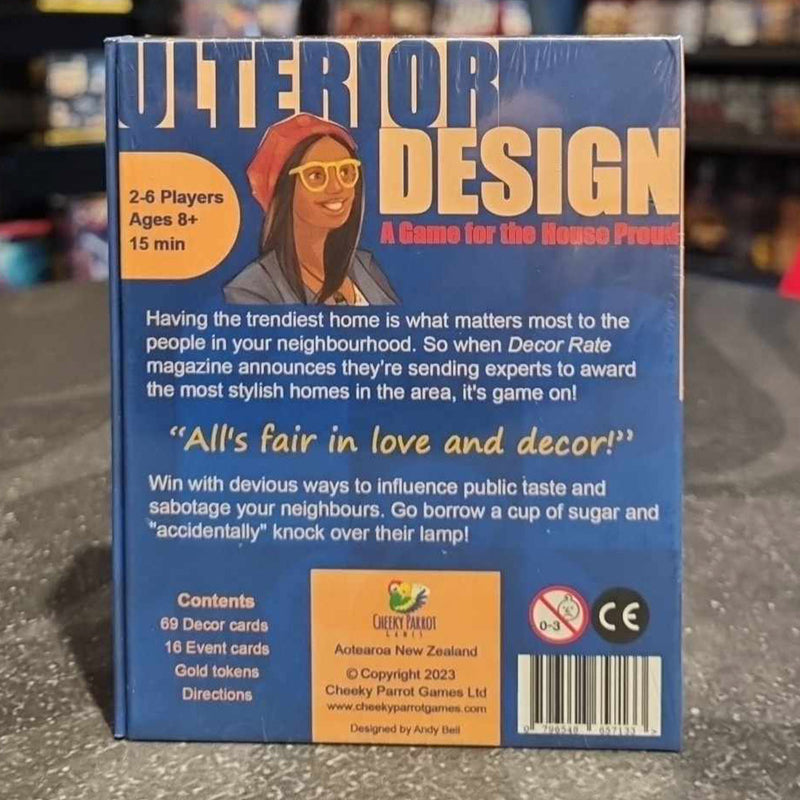 ULTERIOR
DESIGN
A Game for the House Proud
2-6 Players
Ages 8+
15 min
Having the trendiest home is what matters most to the
people in your neighbourhood. So when Decor Rate
magazine announces they're sending experts to award
the most stylish homes in the area, it's game on!
“All's fair in love and decor!”
Win with devious ways to influence public taste and
sabotage your neighbours. Go borrow a cup of sugar and
"accidentally" knock over their lamp!
Contents
69 Decor cards
16 Event cards
Gold tokens
Directions
CHEEKY PARROT
GAMES
Aotearoa New Zealand
© Copyright 2023
Cheeky Parrot Games Ltd
www.cheekyparrotgames.com
Designed by Andy Bell
0-3
CE
0 796548 657133 >